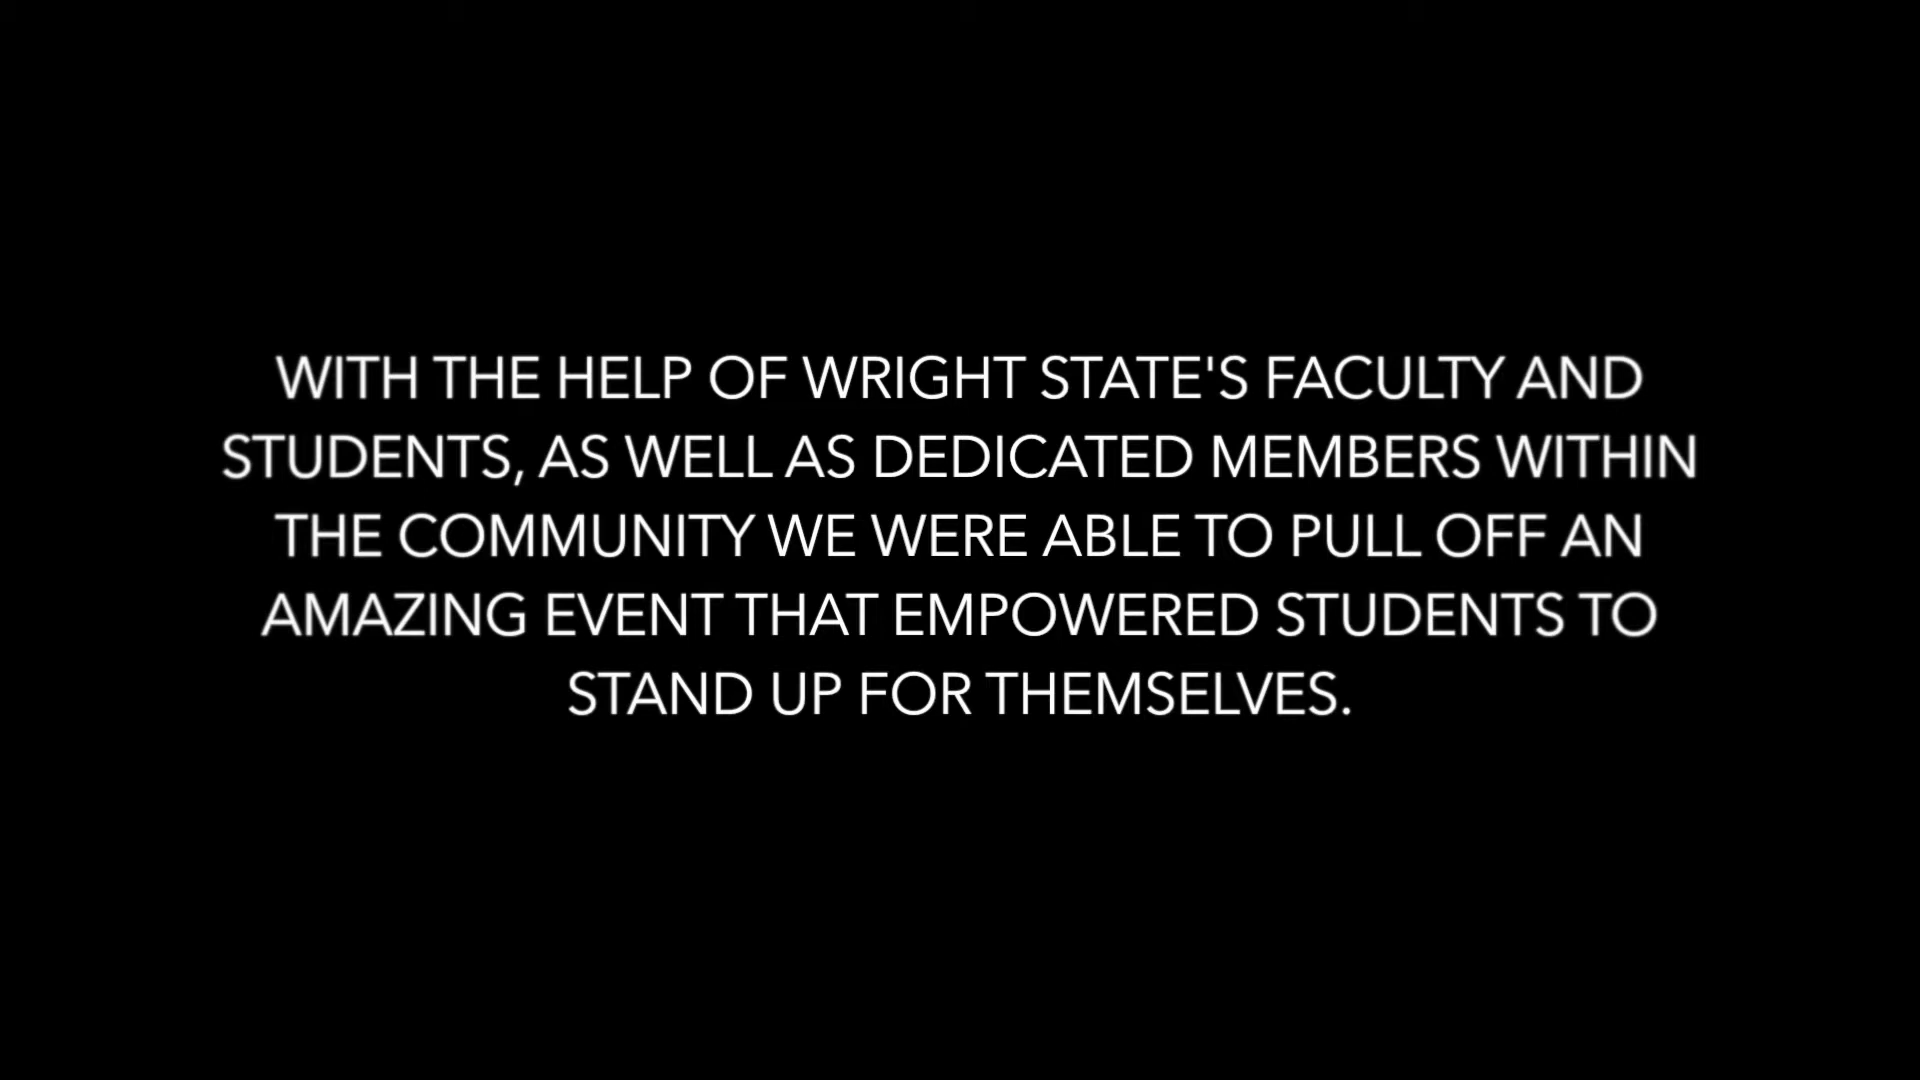 WITH THE HELP OF WRIGHT STATE'S FACULTY AND
STUDENTS, AS WELL AS DEDICATED MEMBERS WITHIN
THE COMMUNITY WE WERE ABLE TO PULL OFF AN
AMAZING EVENT THAT EMPOWERED STUDENTS TO
STAND UP FOR THEMSELVES.